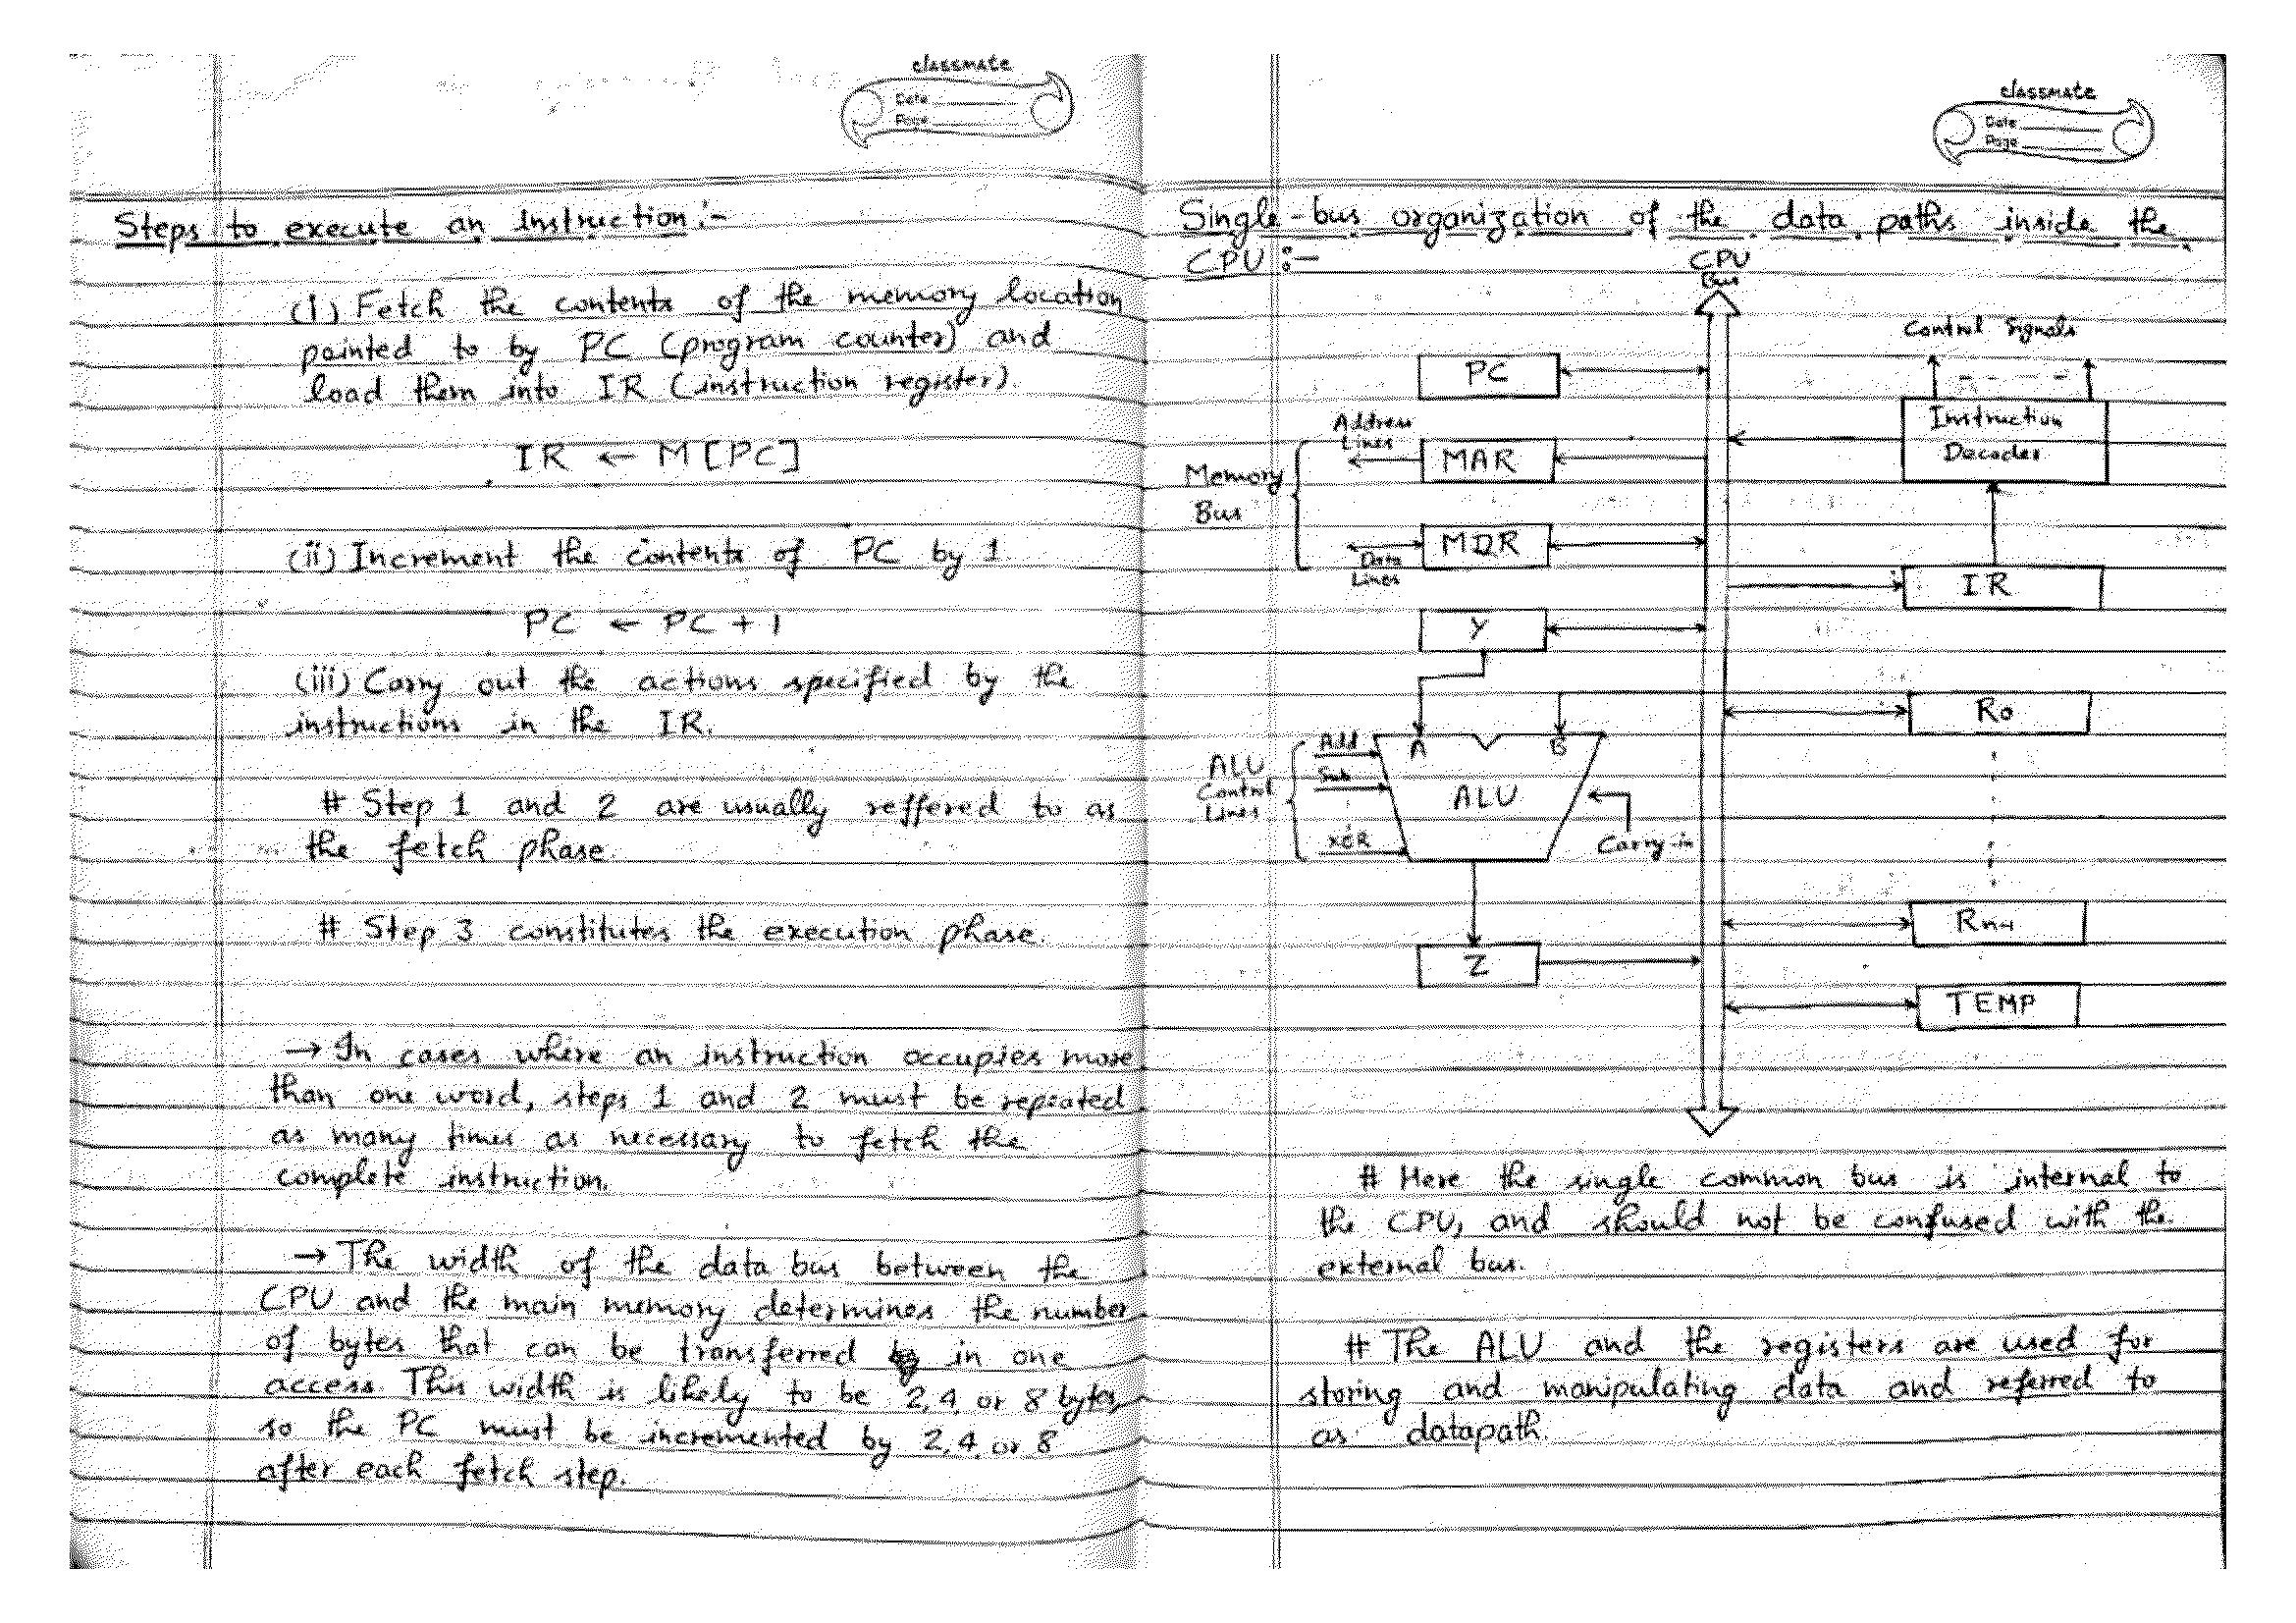 classmate
Date
Page
Steps to execute an Instruction :-
(i) Fetch the contents of the memory location
pointed to by PC (program counter) and
load them into IR (instruction register).
IR ← M [PC]
(ii) Increment the contents of PC by 1
PC ← PC + 1
(iii) Carry out the actions specified by the
instructions in the IR.
# Step 1 and 2 are usually reffered to as
the fetch phase.
# Step 3 constitutes the execution phase.
→ In cases where an instruction occupies more
than one word, steps 1 and 2 must be repeated
as many times as necessary to fetch the
complete instruction.
→ The width of the data bus between the
CPU and the main memory determines the number
of bytes that can be transferred in one
access. This width is likely to be 2, 4 or 8 bytes,
so the PC must be incremented by 2, 4 or 8
after each fetch step.
classmate
Date
Page
Single-bus organization of the data paths inside the
CPU :-
CPU
Bus
Control Signals
PC
Instruction
Decoder
Address
Lines
MAR
Memory
Bus
MDR
Data
Lines
IR
Y
R0
A
B
Add
Sub
XOR
ALU
Control
Lines
ALU
Carry-in
Rn-1
Z
TEMP
# Here the single common bus is internal to
the CPU, and should not be confused with the
external bus.
# The ALU and the registers are used for
storing and manipulating data and referred to
as datapath.